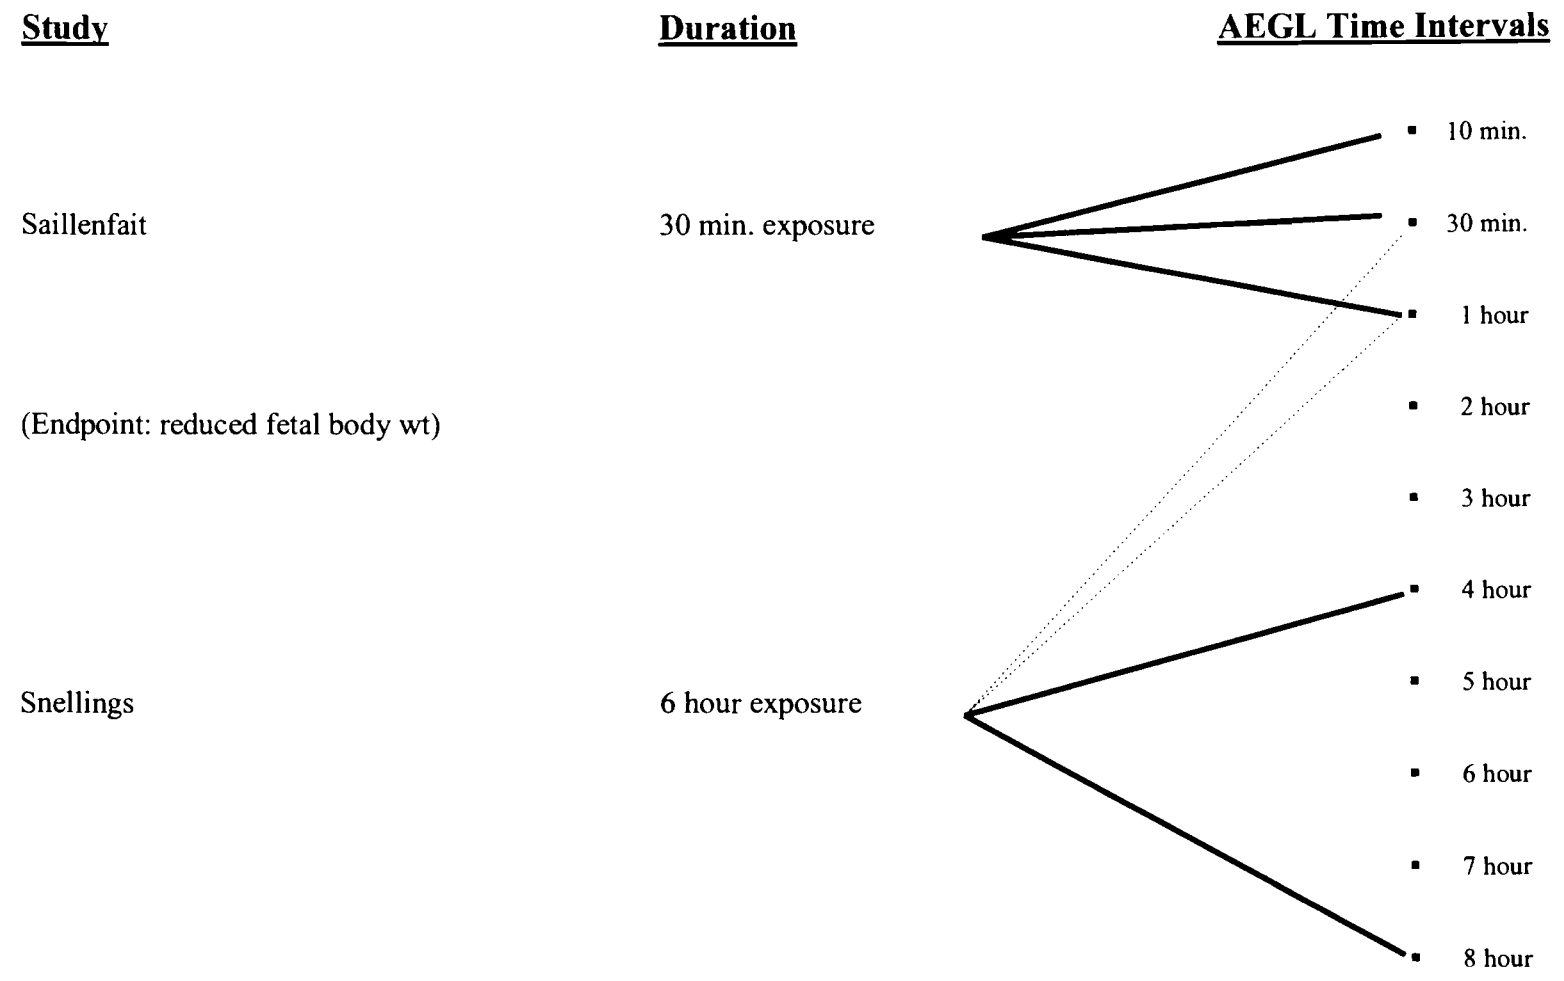 Study Duration AEGL Time Intervals
10 min.
Saillenfait 30 min. exposure 30 min.
1 hour
2 hour
(Endpoint: reduced fetal body wt)
3 hour
4 hour
5 hour
Snellings 6 hour exposure
6 hour
7 hour
8 hour